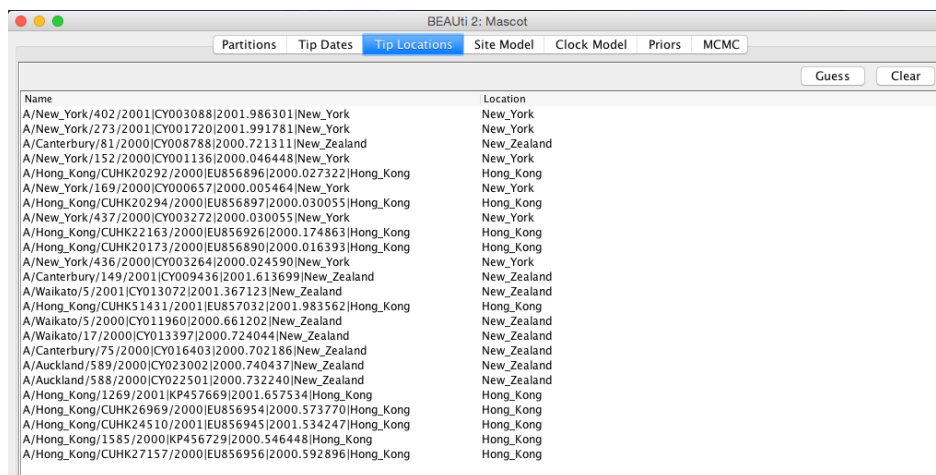 BEAUti 2: Mascot
Partitions Tip Dates Tip Locations Site Model Clock Model Priors MCMC
Guess Clear
Name Location
A/New_York/402/2001|CY003088|2001.986301|New_York New_York
A/New_York/273/2001|CY001720|2001.991781|New_York New_York
A/Canterbury/81/2000|CY008788|2000.721311|New_Zealand New_Zealand
A/New_York/152/2000|CY001136|2000.046448|New_York New_York
A/Hong_Kong/CUHK20292/2000|EU856896|2000.027322|Hong_Kong Hong_Kong
A/New_York/169/2000|CY000657|2000.005464|New_York New_York
A/Hong_Kong/CUHK20294/2000|EU856897|2000.030055|Hong_Kong Hong_Kong
A/New_York/437/2000|CY003272|2000.030055|New_York New_York
A/Hong_Kong/CUHK22163/2000|EU856926|2000.174863|Hong_Kong Hong_Kong
A/Hong_Kong/CUHK20173/2000|EU856890|2000.016393|Hong_Kong Hong_Kong
A/New_York/436/2000|CY003264|2000.024590|New_York New_York
A/Canterbury/149/2001|CY009436|2001.613699|New_Zealand New_Zealand
A/Waikato/5/2001|CY013072|2001.367123|New_Zealand New_Zealand
A/Hong_Kong/CUHK51431/2001|EU857032|2001.983562|Hong_Kong Hong_Kong
A/Waikato/5/2000|CY011960|2000.661202|New_Zealand New_Zealand
A/Waikato/17/2000|CY013397|2000.724044|New_Zealand New_Zealand
A/Canterbury/75/2000|CY016403|2000.702186|New_Zealand New_Zealand
A/Auckland/589/2000|CY023002|2000.740437|New_Zealand New_Zealand
A/Auckland/588/2000|CY022501|2000.732240|New_Zealand New_Zealand
A/Hong_Kong/1269/2001|KP457669|2001.657534|Hong_Kong Hong_Kong
A/Hong_Kong/CUHK26969/2000|EU856954|2000.573770|Hong_Kong Hong_Kong
A/Hong_Kong/CUHK24510/2001|EU856945|2001.534247|Hong_Kong Hong_Kong
A/Hong_Kong/1585/2000|KP456729|2000.546448|Hong_Kong Hong_Kong
A/Hong_Kong/CUHK27157/2000|EU856956|2000.592896|Hong_Kong Hong_Kong